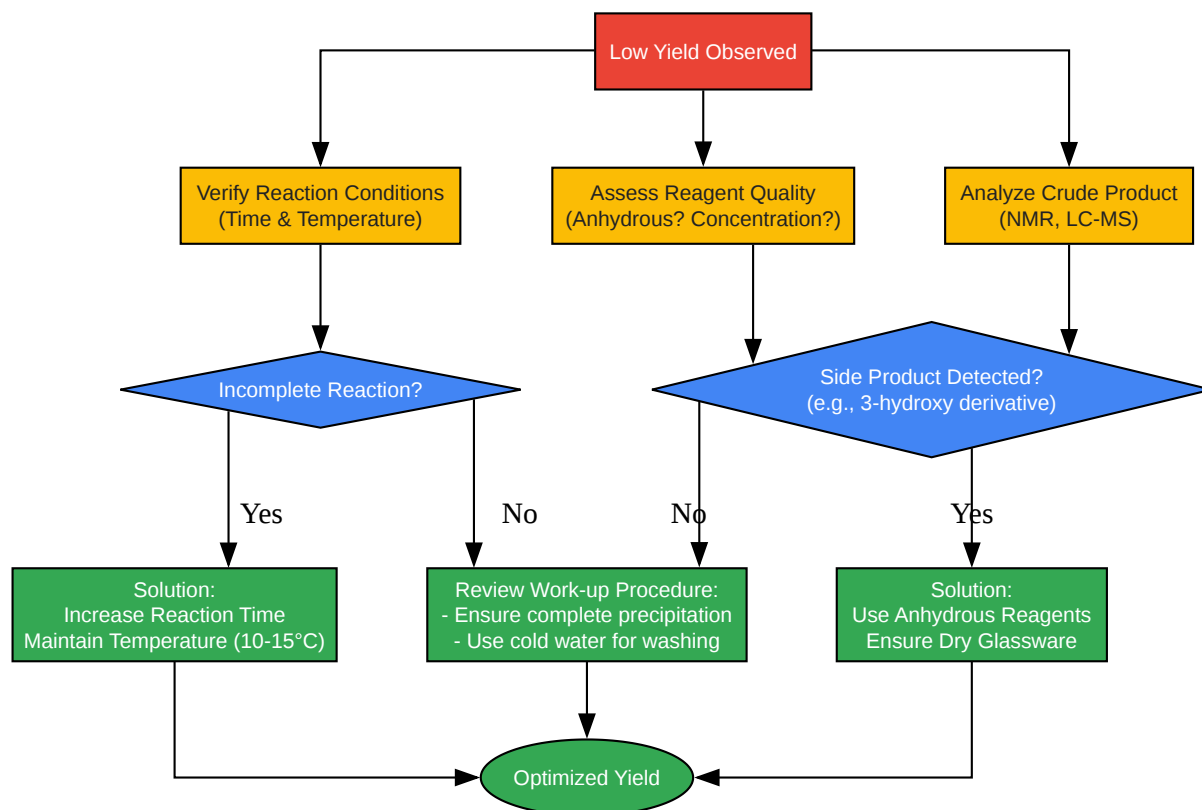 Low Yield Observed
Verify Reaction Conditions
(Time & Temperature)
Assess Reagent Quality
(Anhydrous? Concentration?)
Analyze Crude Product
(NMR, LC-MS)
Incomplete Reaction?
Side Product Detected?
(e.g., 3-hydroxy derivative)
Yes
No
No
Yes
Solution:
Increase Reaction Time
Maintain Temperature (10-15°C)
Review Work-up Procedure:
- Ensure complete precipitation
- Use cold water for washing
Solution:
Use Anhydrous Reagents
Ensure Dry Glassware
Optimized Yield